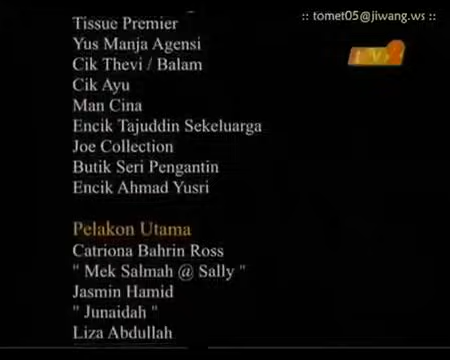 :: tomet05@jiwang.ws ::
Tissue Premier
Yus Manja Agensi
Cik Thevi / Balam
Cik Ayu
Man Cina
Encik Tajuddin Sekeluarga
Joe Collection
Butik Seri Pengantin
Encik Ahmad Yusri
Pelakon Utama
Catriona Bahrin Ross
" Mek Salmah @ Sally "
Jasmin Hamid
" Junaidah "
Liza Abdullah